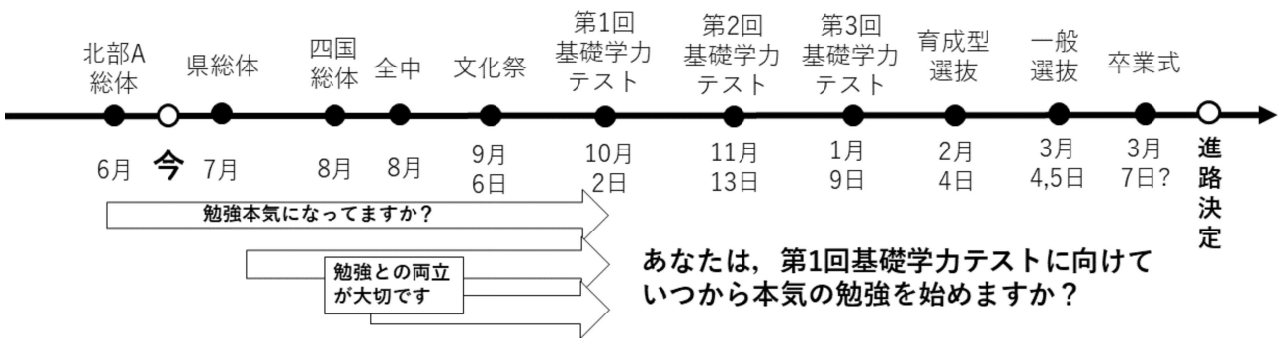 北部A
総体
今
県総体
四国
総体
全中
文化祭
第1回
基礎学力
テスト
第2回
基礎学力
テスト
第3回
基礎学力
テスト
育成型
選抜
一般
選抜
卒業式
6月
7月
8月
8月
9月
6日
10月
2日
11月
13日
1月
9日
2月
4日
3月
4,5日
3月
7日?
進路決定
勉強本気になってますか？
勉強との両立
が大切です
あなたは，第1回基礎学力テストに向けて
いつから本気の勉強を始めますか？